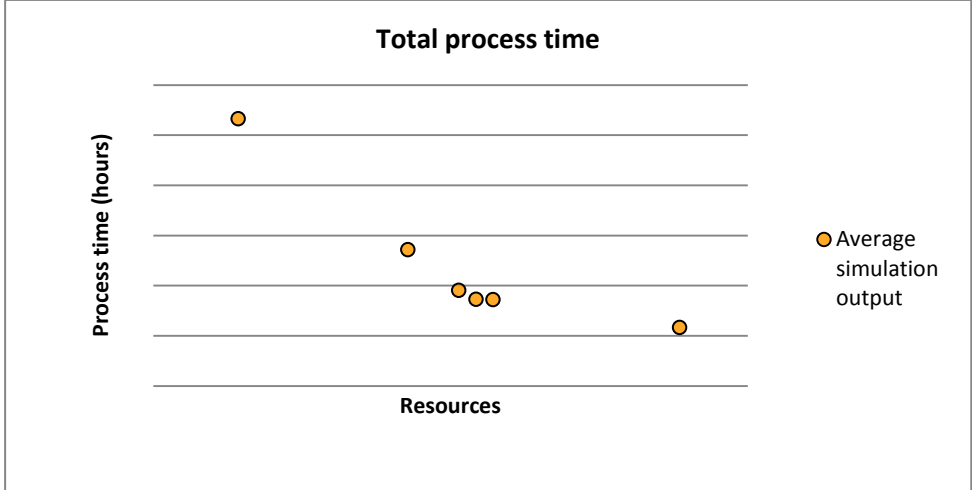 Total process time
Process time (hours)
Average
simulation
output
Resources